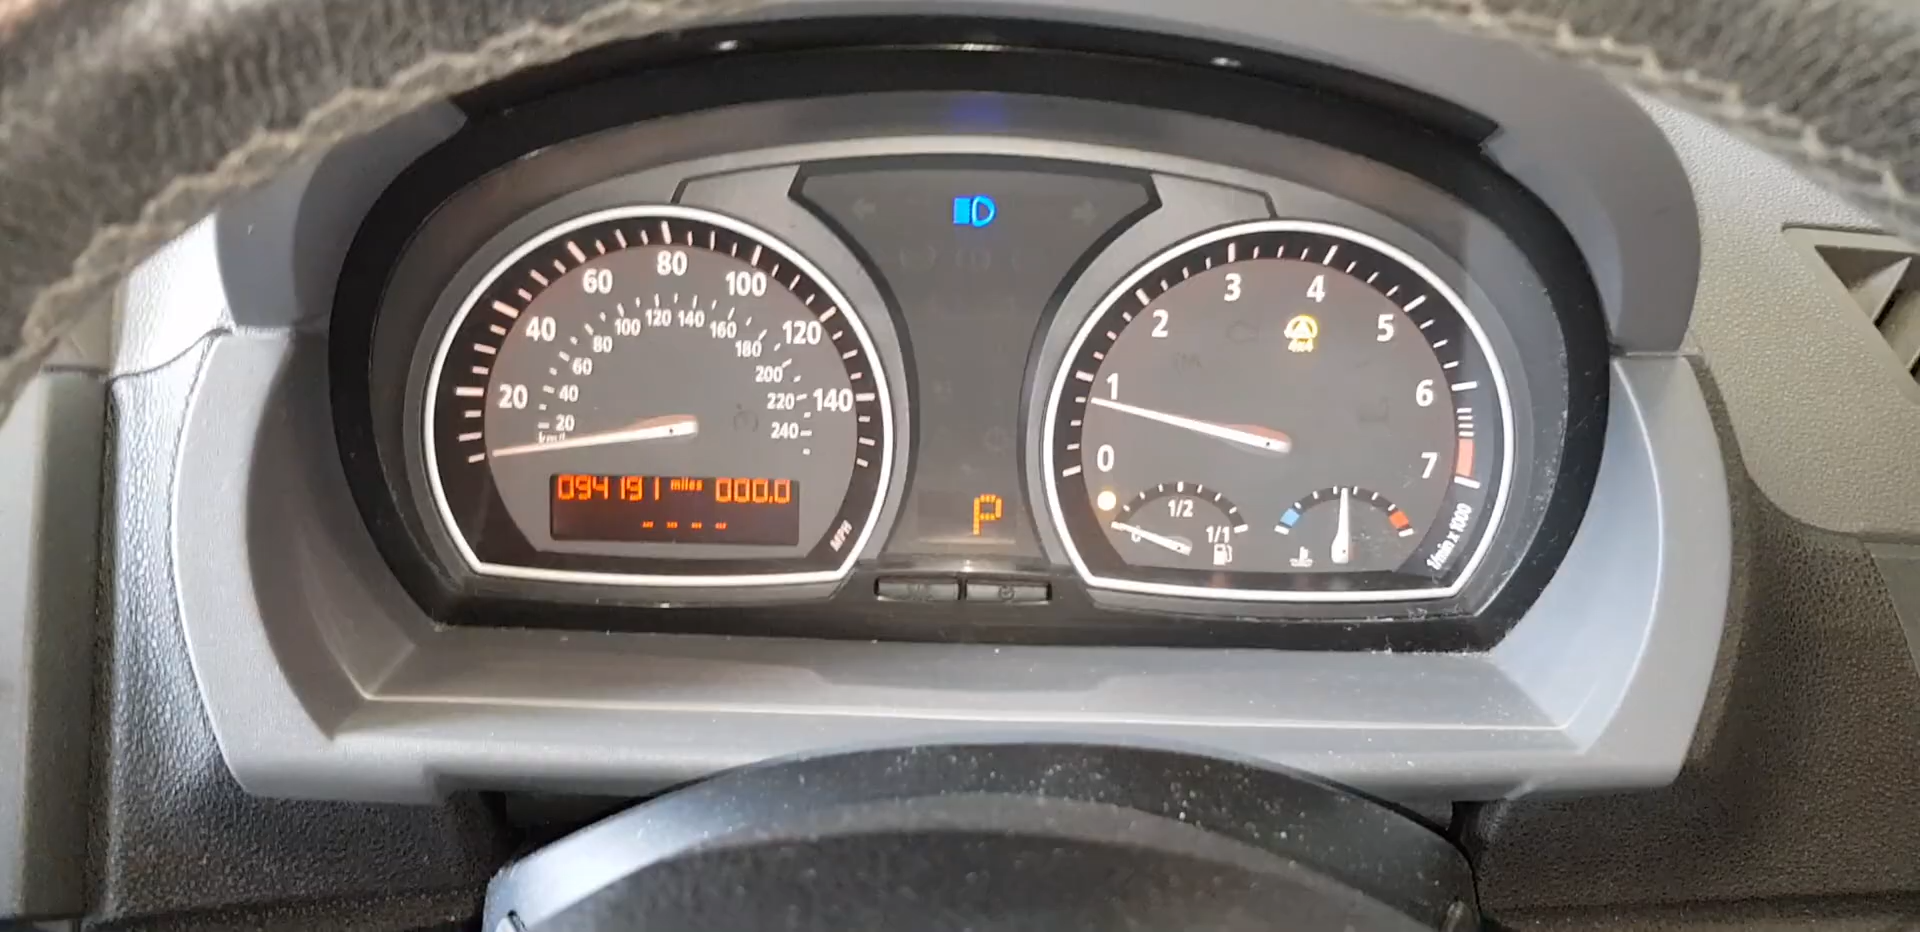 80
60 100
40 120
20 140
20 40 60 80 100 120 140 160 180 200 220 240
km/h
094191 miles 000.0
MPH
P
3 4
2 5
1 6
0 7
4x4
0 1/2 1/1
1/min x 1000